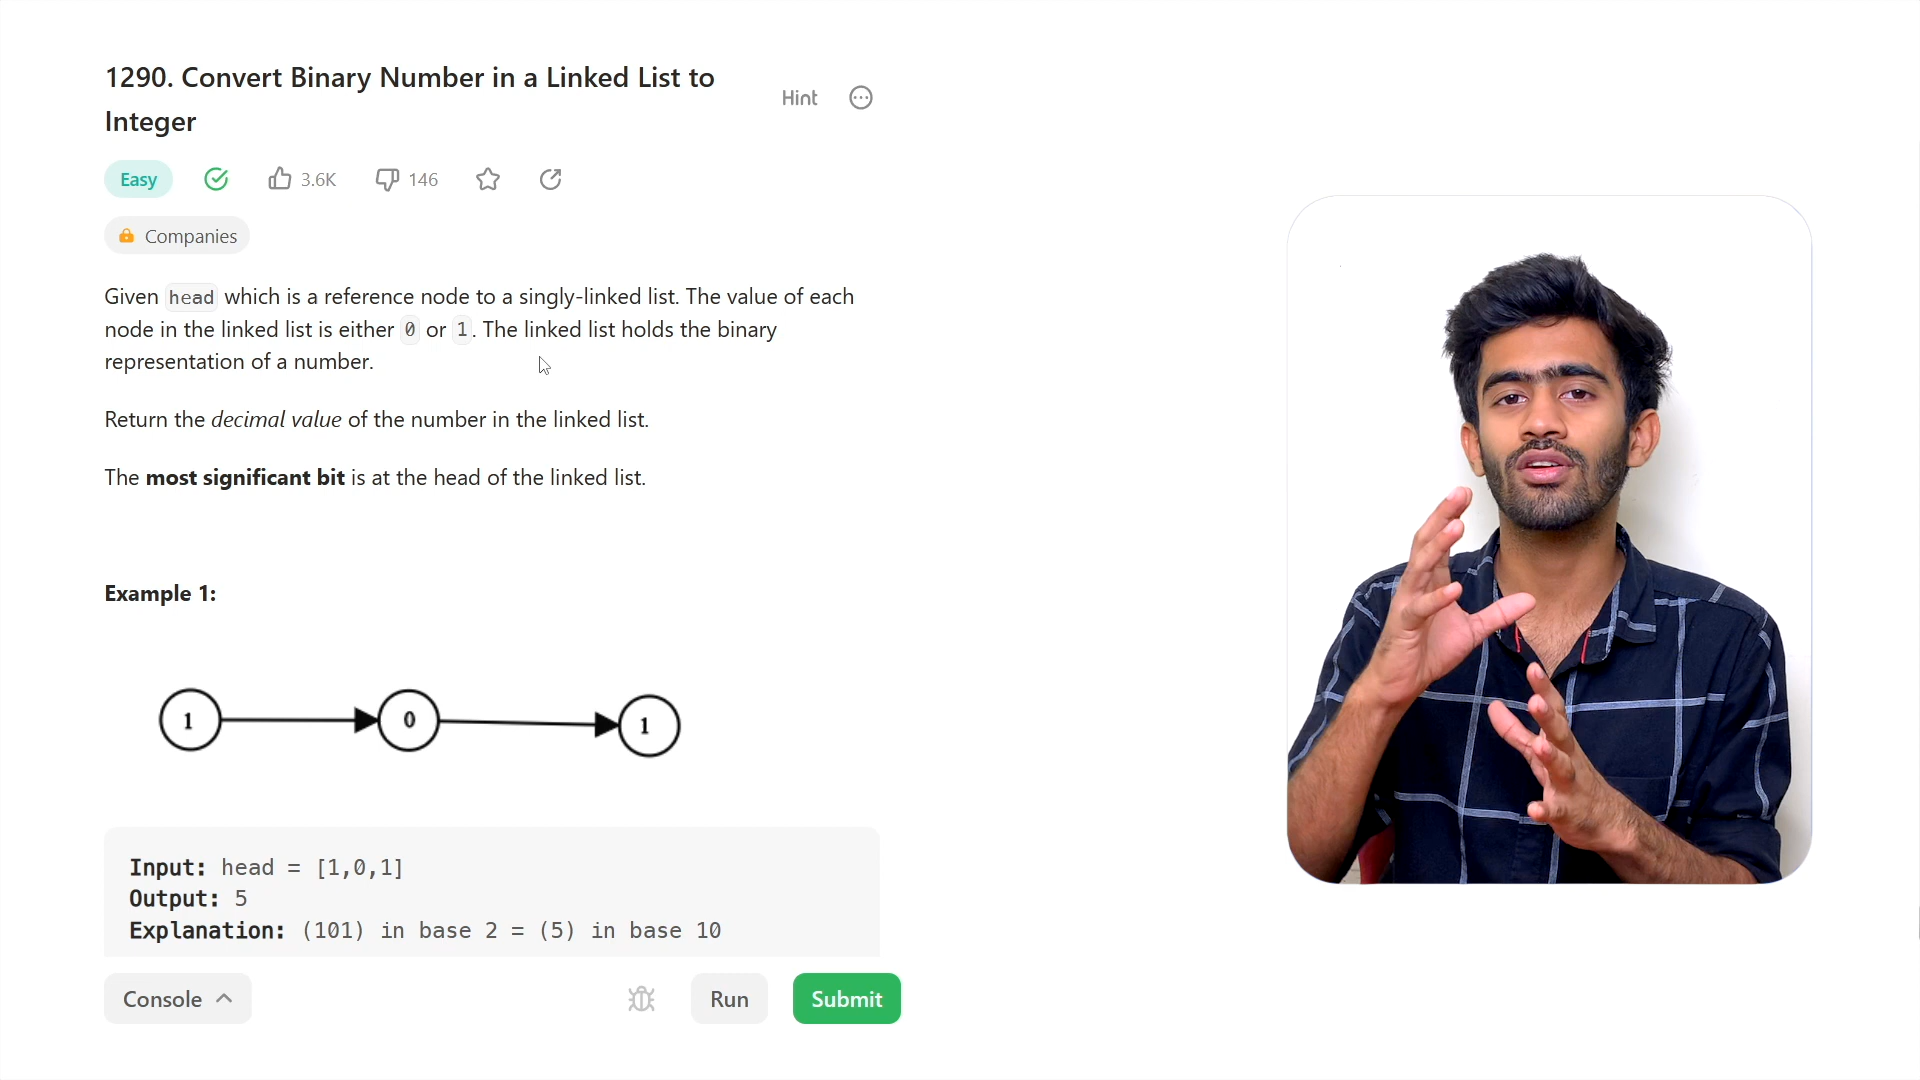 1290. Convert Binary Number in a Linked List to
Integer
Hint
Easy
3.6K
146
Companies
Given head which is a reference node to a singly-linked list. The value of each
node in the linked list is either 0 or 1. The linked list holds the binary
representation of a number.
Return the decimal value of the number in the linked list.
The most significant bit is at the head of the linked list.
Example 1:
1 0 1
Input: head = [1,0,1]
Output: 5
Explanation: (101) in base 2 = (5) in base 10
Console
Run
Submit